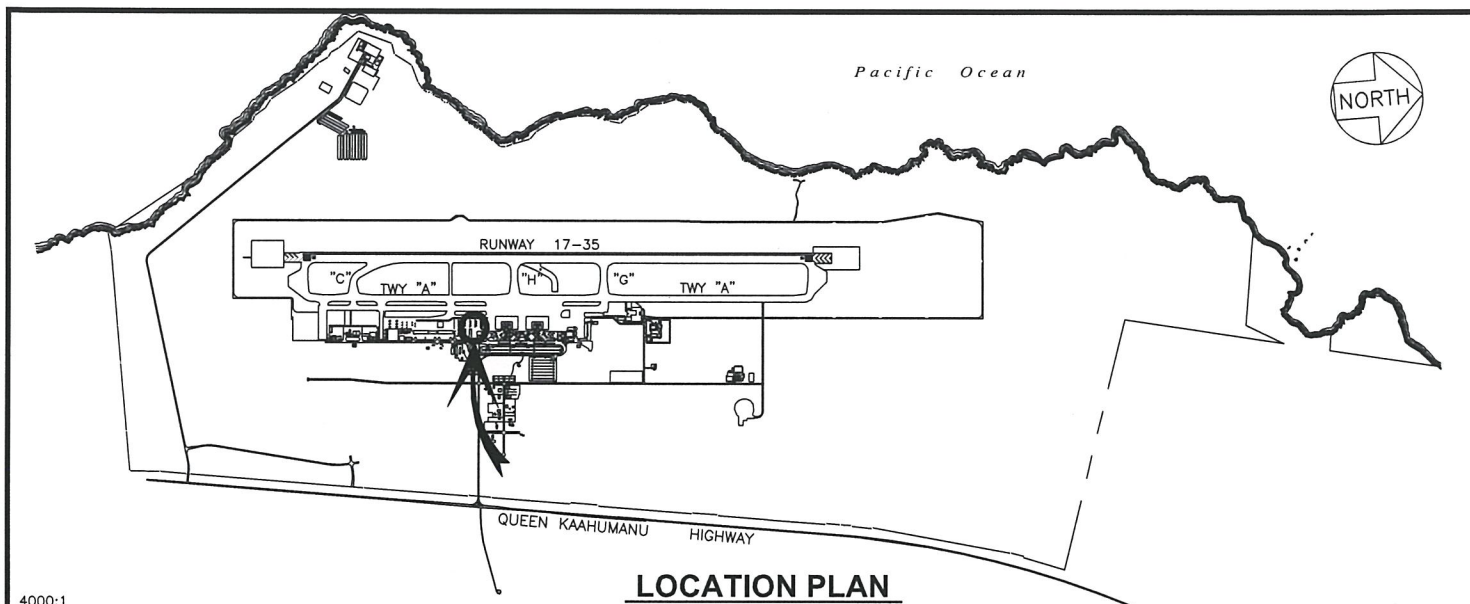 Pacific Ocean
NORTH
RUNWAY 17-35
"C"
"H"
"G"
TWY "A"
TWY "A"
QUEEN KAAHUMANU HIGHWAY
LOCATION PLAN
4000:1